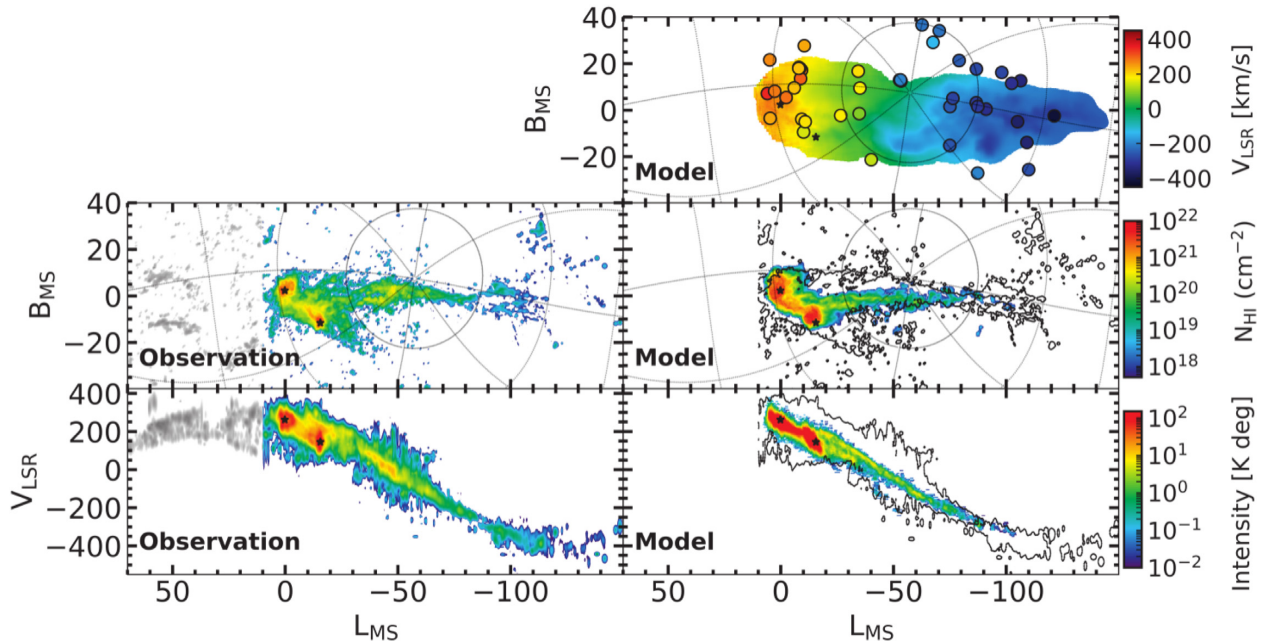 40
20
0
−20
B_MS
Model
400
200
0
−200
−400
V_LSR [km/s]
40
20
0
−20
B_MS
Observation
Model
10^22
10^21
10^20
10^19
10^18
N_HI (cm^−2)
400
200
0
−200
−400
V_LSR
Observation
Model
10^2
10^1
10^0
10^−1
10^−2
Intensity [K deg]
50 0 −50 −100
L_MS
50 0 −50 −100
L_MS